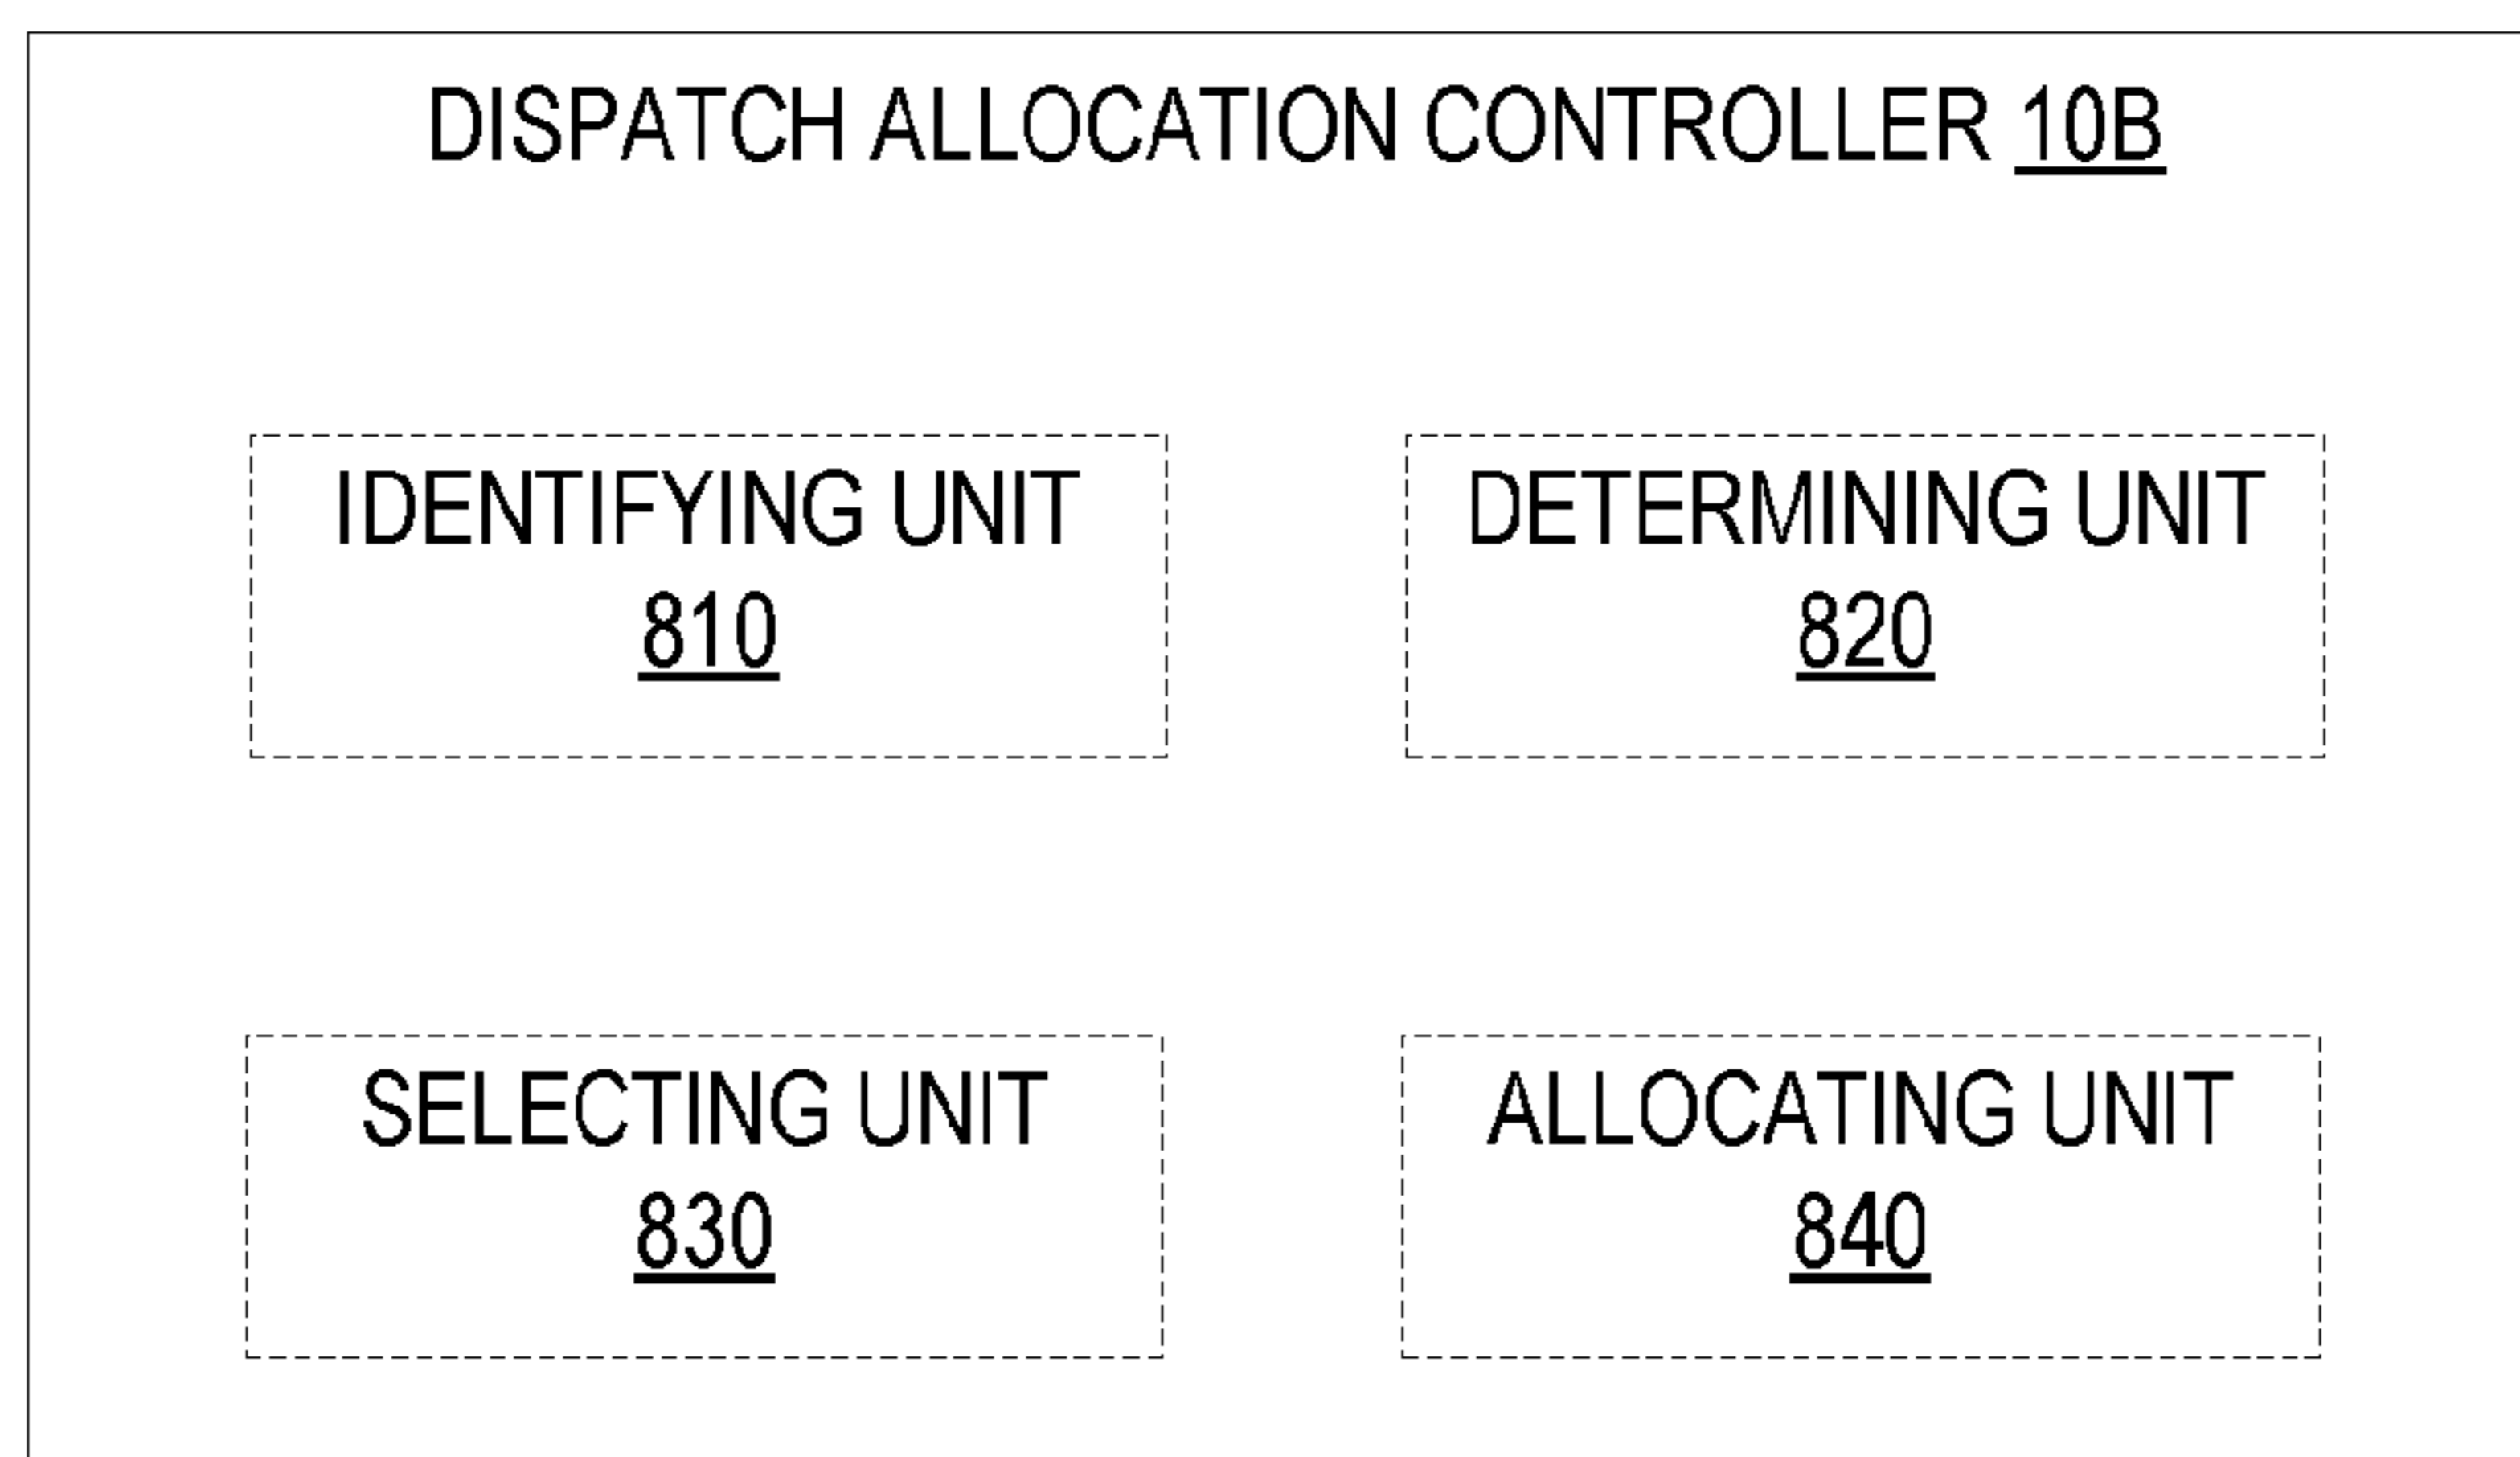 DISPATCH ALLOCATION CONTROLLER 10B
IDENTIFYING UNIT
810
DETERMINING UNIT
820
SELECTING UNIT
830
ALLOCATING UNIT
840